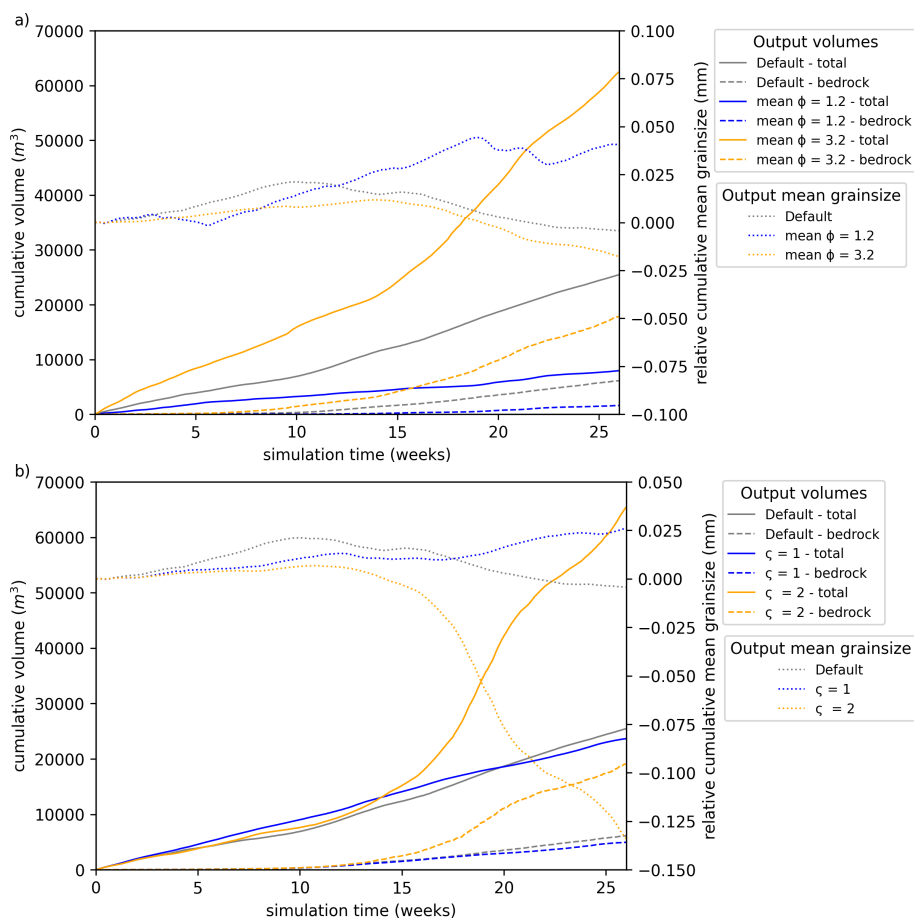 a)
70000
60000
50000
40000
30000
20000
10000
0
cumulative volume (m³)
0 5 10 15 20 25
simulation time (weeks)
0.100
0.075
0.050
0.025
0.000
−0.025
−0.050
−0.075
−0.100
relative cumulative mean grainsize (mm)
Output volumes
Default - total
Default - bedrock
mean ϕ = 1.2 - total
mean ϕ = 1.2 - bedrock
mean ϕ = 3.2 - total
mean ϕ = 3.2 - bedrock
Output mean grainsize
Default
mean ϕ = 1.2
mean ϕ = 3.2
b)
70000
60000
50000
40000
30000
20000
10000
0
cumulative volume (m³)
0 5 10 15 20 25
simulation time (weeks)
0.050
0.025
0.000
−0.025
−0.050
−0.075
−0.100
−0.125
−0.150
relative cumulative mean grainsize (mm)
Output volumes
Default - total
Default - bedrock
ς = 1 - total
ς = 1 - bedrock
ς = 2 - total
ς = 2 - bedrock
Output mean grainsize
Default
ς = 1
ς = 2